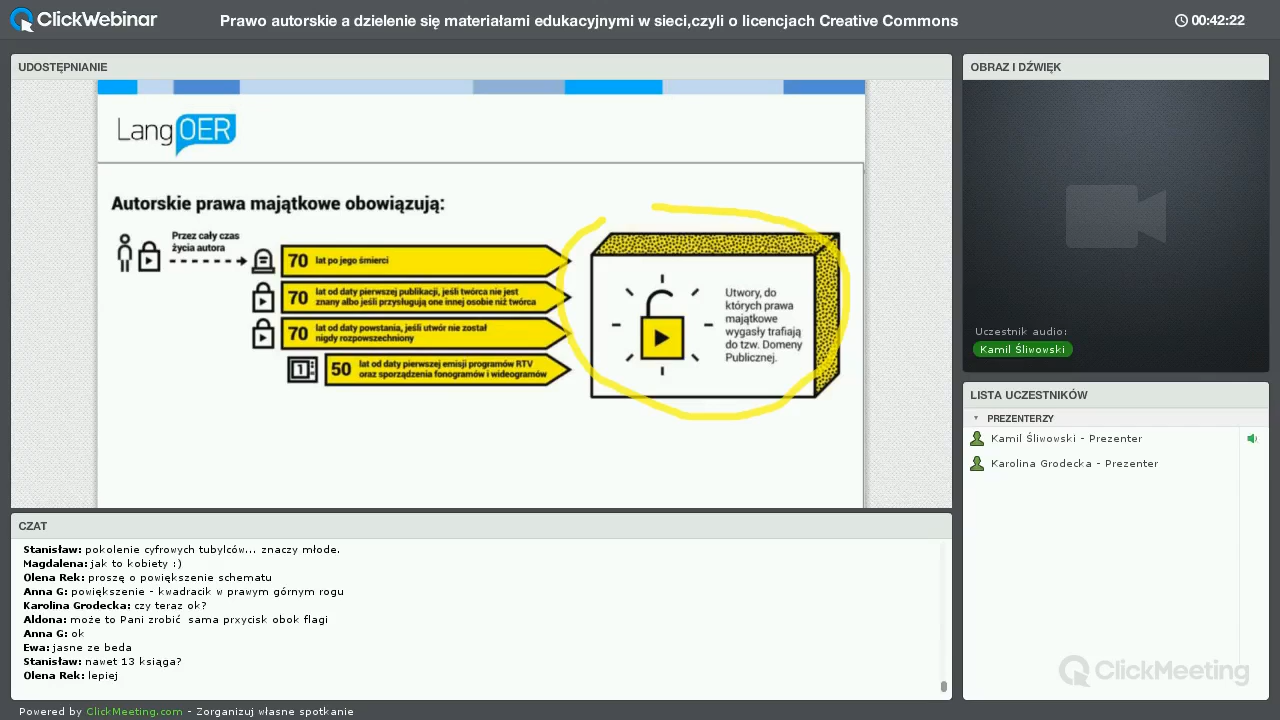 ClickWebinar
Prawo autorskie a dzielenie się materiałami edukacyjnymi w sieci,czyli o licencjach Creative Commons
00:42:22
UDOSTĘPNIANIE
LangOER
Autorskie prawa majątkowe obowiązują:
Przez cały czas
życia autora
70 lat po jego śmierci
70 lat od daty pierwszej publikacji, jeśli twórca nie jest
znany albo jeśli przysługują one innej osobie niż twórca
70 lat od daty powstania, jeśli utwór nie został
nigdy rozpowszechniony
1
50 lat od daty pierwszej emisji programów RTV
oraz sporządzenia fonogramów i wideogramów
Utwory, do
których prawa
majątkowe
wygasły trafiają
do tzw. Domeny
Publicznej.
OBRAZ I DŹWIĘK
Uczestnik audio:
Kamil Śliwowski
LISTA UCZESTNIKÓW
PREZENTERZY
Kamil Śliwowski - Prezenter
Karolina Grodecka - Prezenter
ClickMeeting
CZAT
Stanisław: pokolenie cyfrowych tubylców... znaczy młode.
Magdalena: jak to kobiety :)
Olena Rek: proszę o powiększenie schematu
Anna G: powiększenie - kwadracik w prawym górnym rogu
Karolina Grodecka: czy teraz ok?
Aldona: może to Pani zrobić  sama prxycisk obok flagi
Anna G: ok
Ewa: jasne ze beda
Stanisław: nawet 13 księga?
Olena Rek: lepiej
Powered by ClickMeeting.com - Zorganizuj własne spotkanie